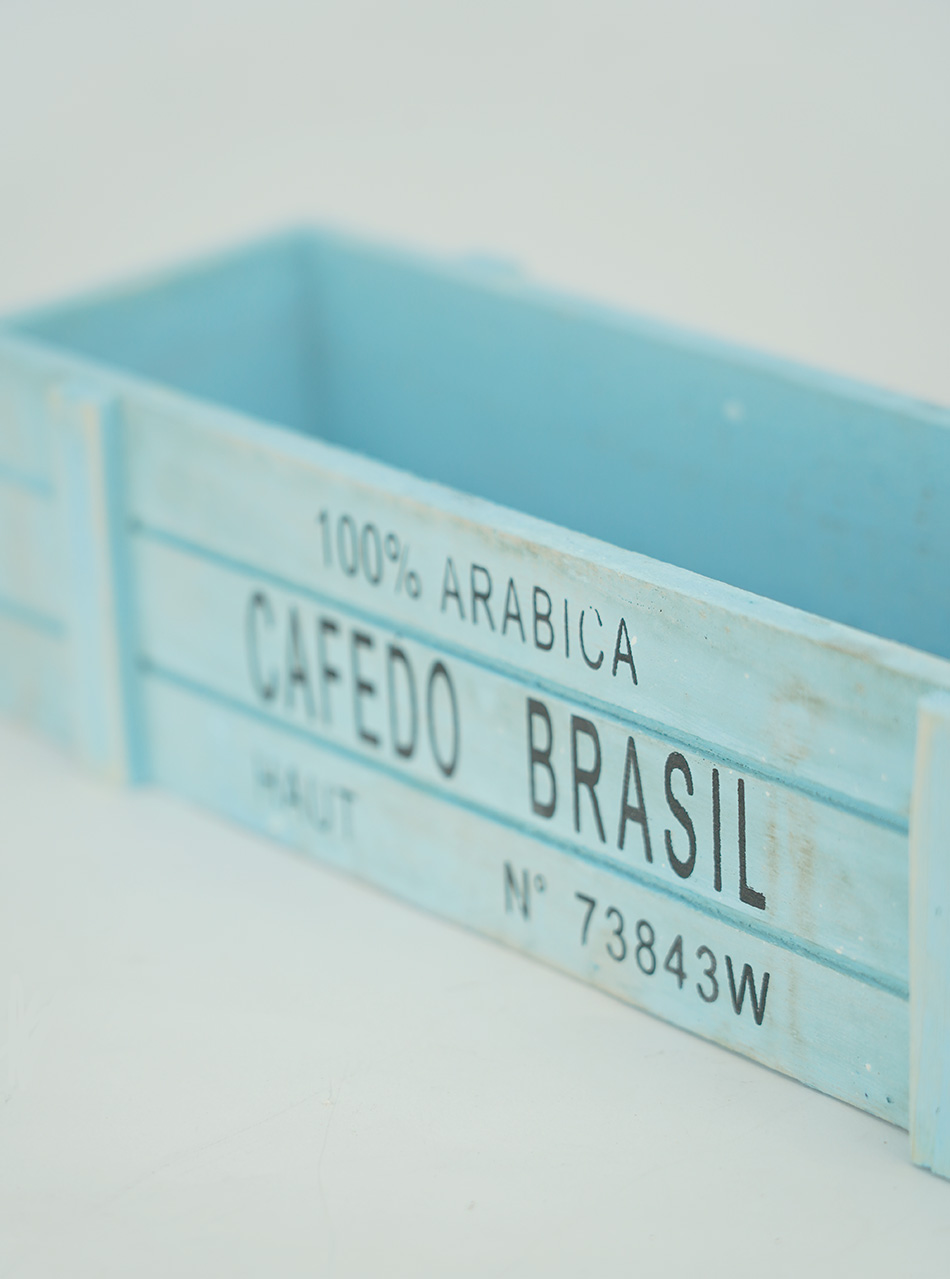 100% ARABICA
CAFEDO BRASIL
HAUT
N° 73843W